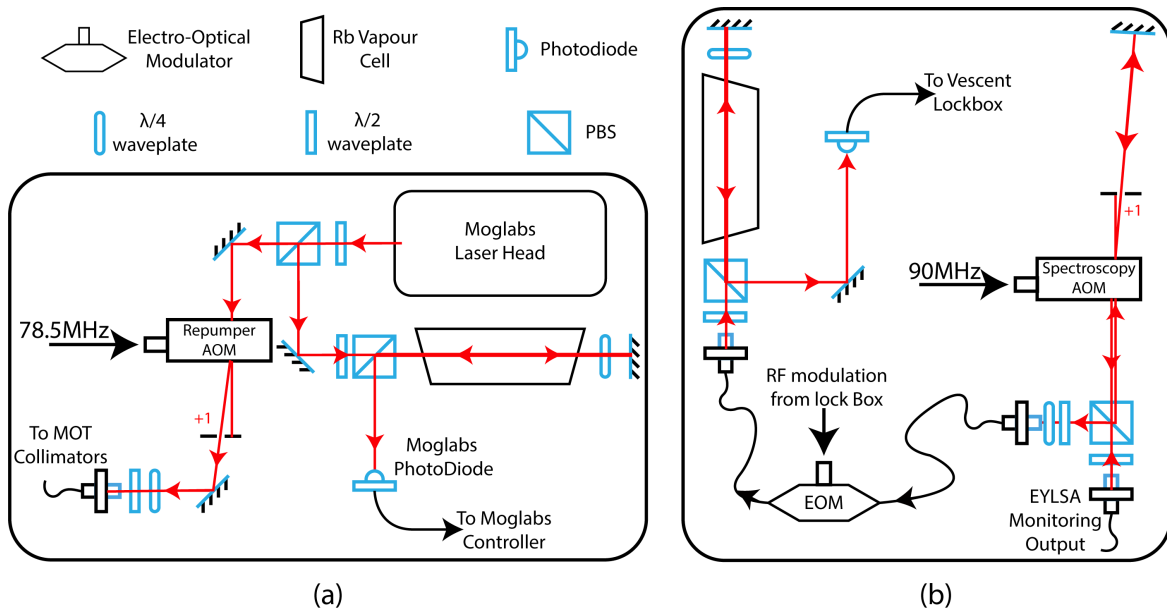 Electro-Optical
Modulator
Rb Vapour
Cell
Photodiode
λ/4
waveplate
λ/2
waveplate
PBS
Moglabs
Laser Head
78.5MHz
Repumper
AOM
+1
To MOT
Collimators
Moglabs
PhotoDiode
To Moglabs
Controller
(a)
To Vescent
Lockbox
+1
90MHz
Spectroscopy
AOM
RF modulation
from lock Box
EOM
EYLSA
Monitoring
Output
(b)